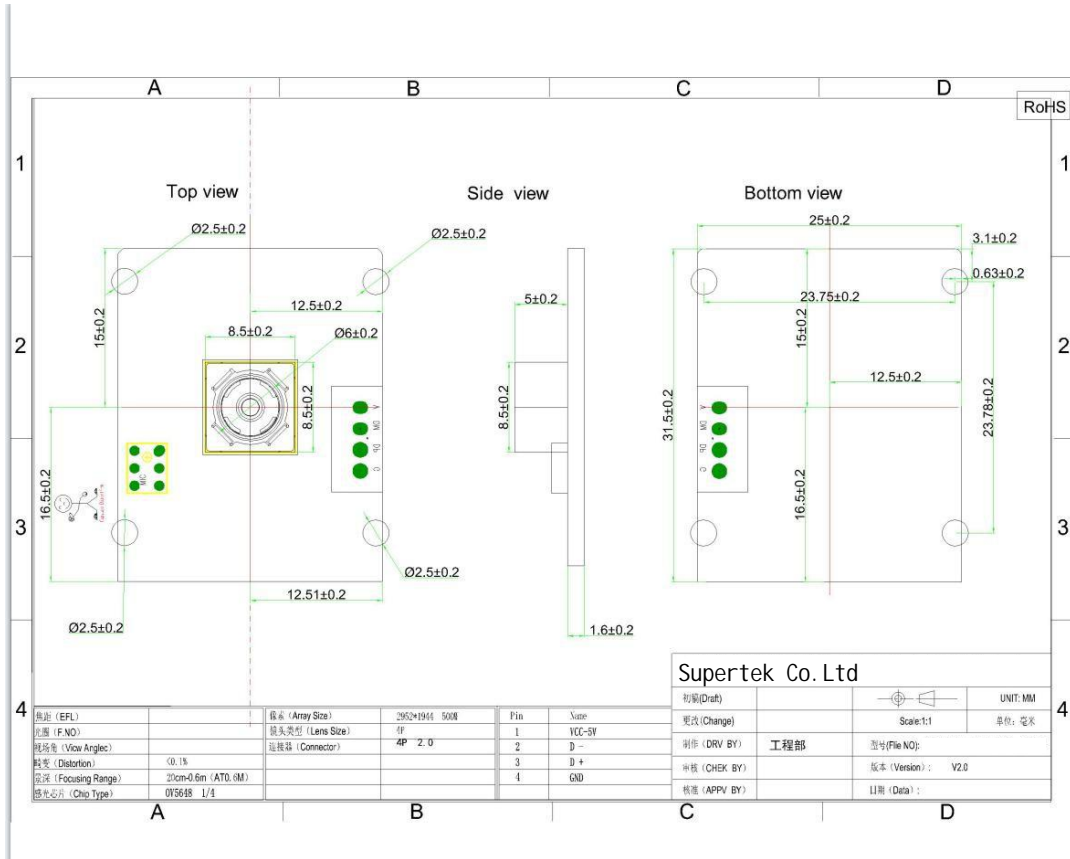 A B C D
RoHS
1 1
Top view Side view Bottom view
25±0.2
Ø2.5±0.2 Ø2.5±0.2 3.1±0.2
0.63±0.2
5±0.2 23.75±0.2
12.5±0.2
15±0.2 15±0.2
8.5±0.2 Ø6±0.2
2 2
12.5±0.2
8.5±0.2 8.5±0.2 31.5±0.2 23.78±0.2
V V
DM DM
DP DP
G G
MIC
16.5±0.2 16.5±0.2
3 3
Ø2.5±0.2
12.51±0.2
Ø2.5±0.2 1.6±0.2
Supertek Co.Ltd
初稿(Draft) UNIT: MM
4 4
更改(Change) Scale:1:1 单位: 毫米
制作 (DRV BY) 工程部 型号(Flie NO):
审核 (CHEK BY) 版本 (Version) : V2.0
核准 (APPV BY) 日期 (Data) :
焦距 (EFL) 像素 (Array Size) 2952*1944 500W Pin Name
光圈 (F.NO) 镜头类型 (Lens Size) 4P 1 VCC-5V
视场角 (View Anglec) 连接器 (Connector) 4P 2.0 2 D -
畸变 (Distortion) <0.1% 3 D +
景深 (Focusing Range) 20cm-0.6m (AT0.6M) 4 GND
感光芯片 (Chip Type) OV5648 1/4
A B C D